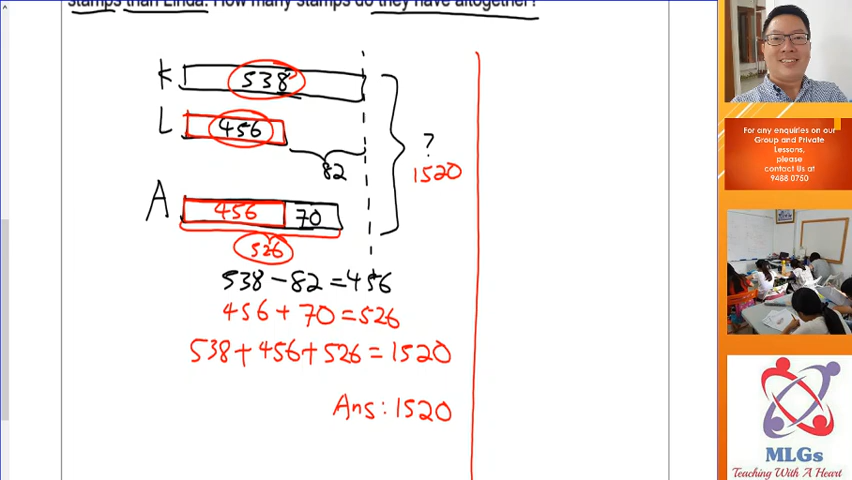 stamps than Linda. How many stamps do they have altogether?
K 538
L 456
82
?
1520
A 456 70
526
538 - 82 = 456
456 + 70 = 526
538 + 456 + 526 = 1520
Ans: 1520
For any enquiries on our
Group and Private
Lessons,
please
contact Us at
9488 0750
MLGs
Teaching With A Heart